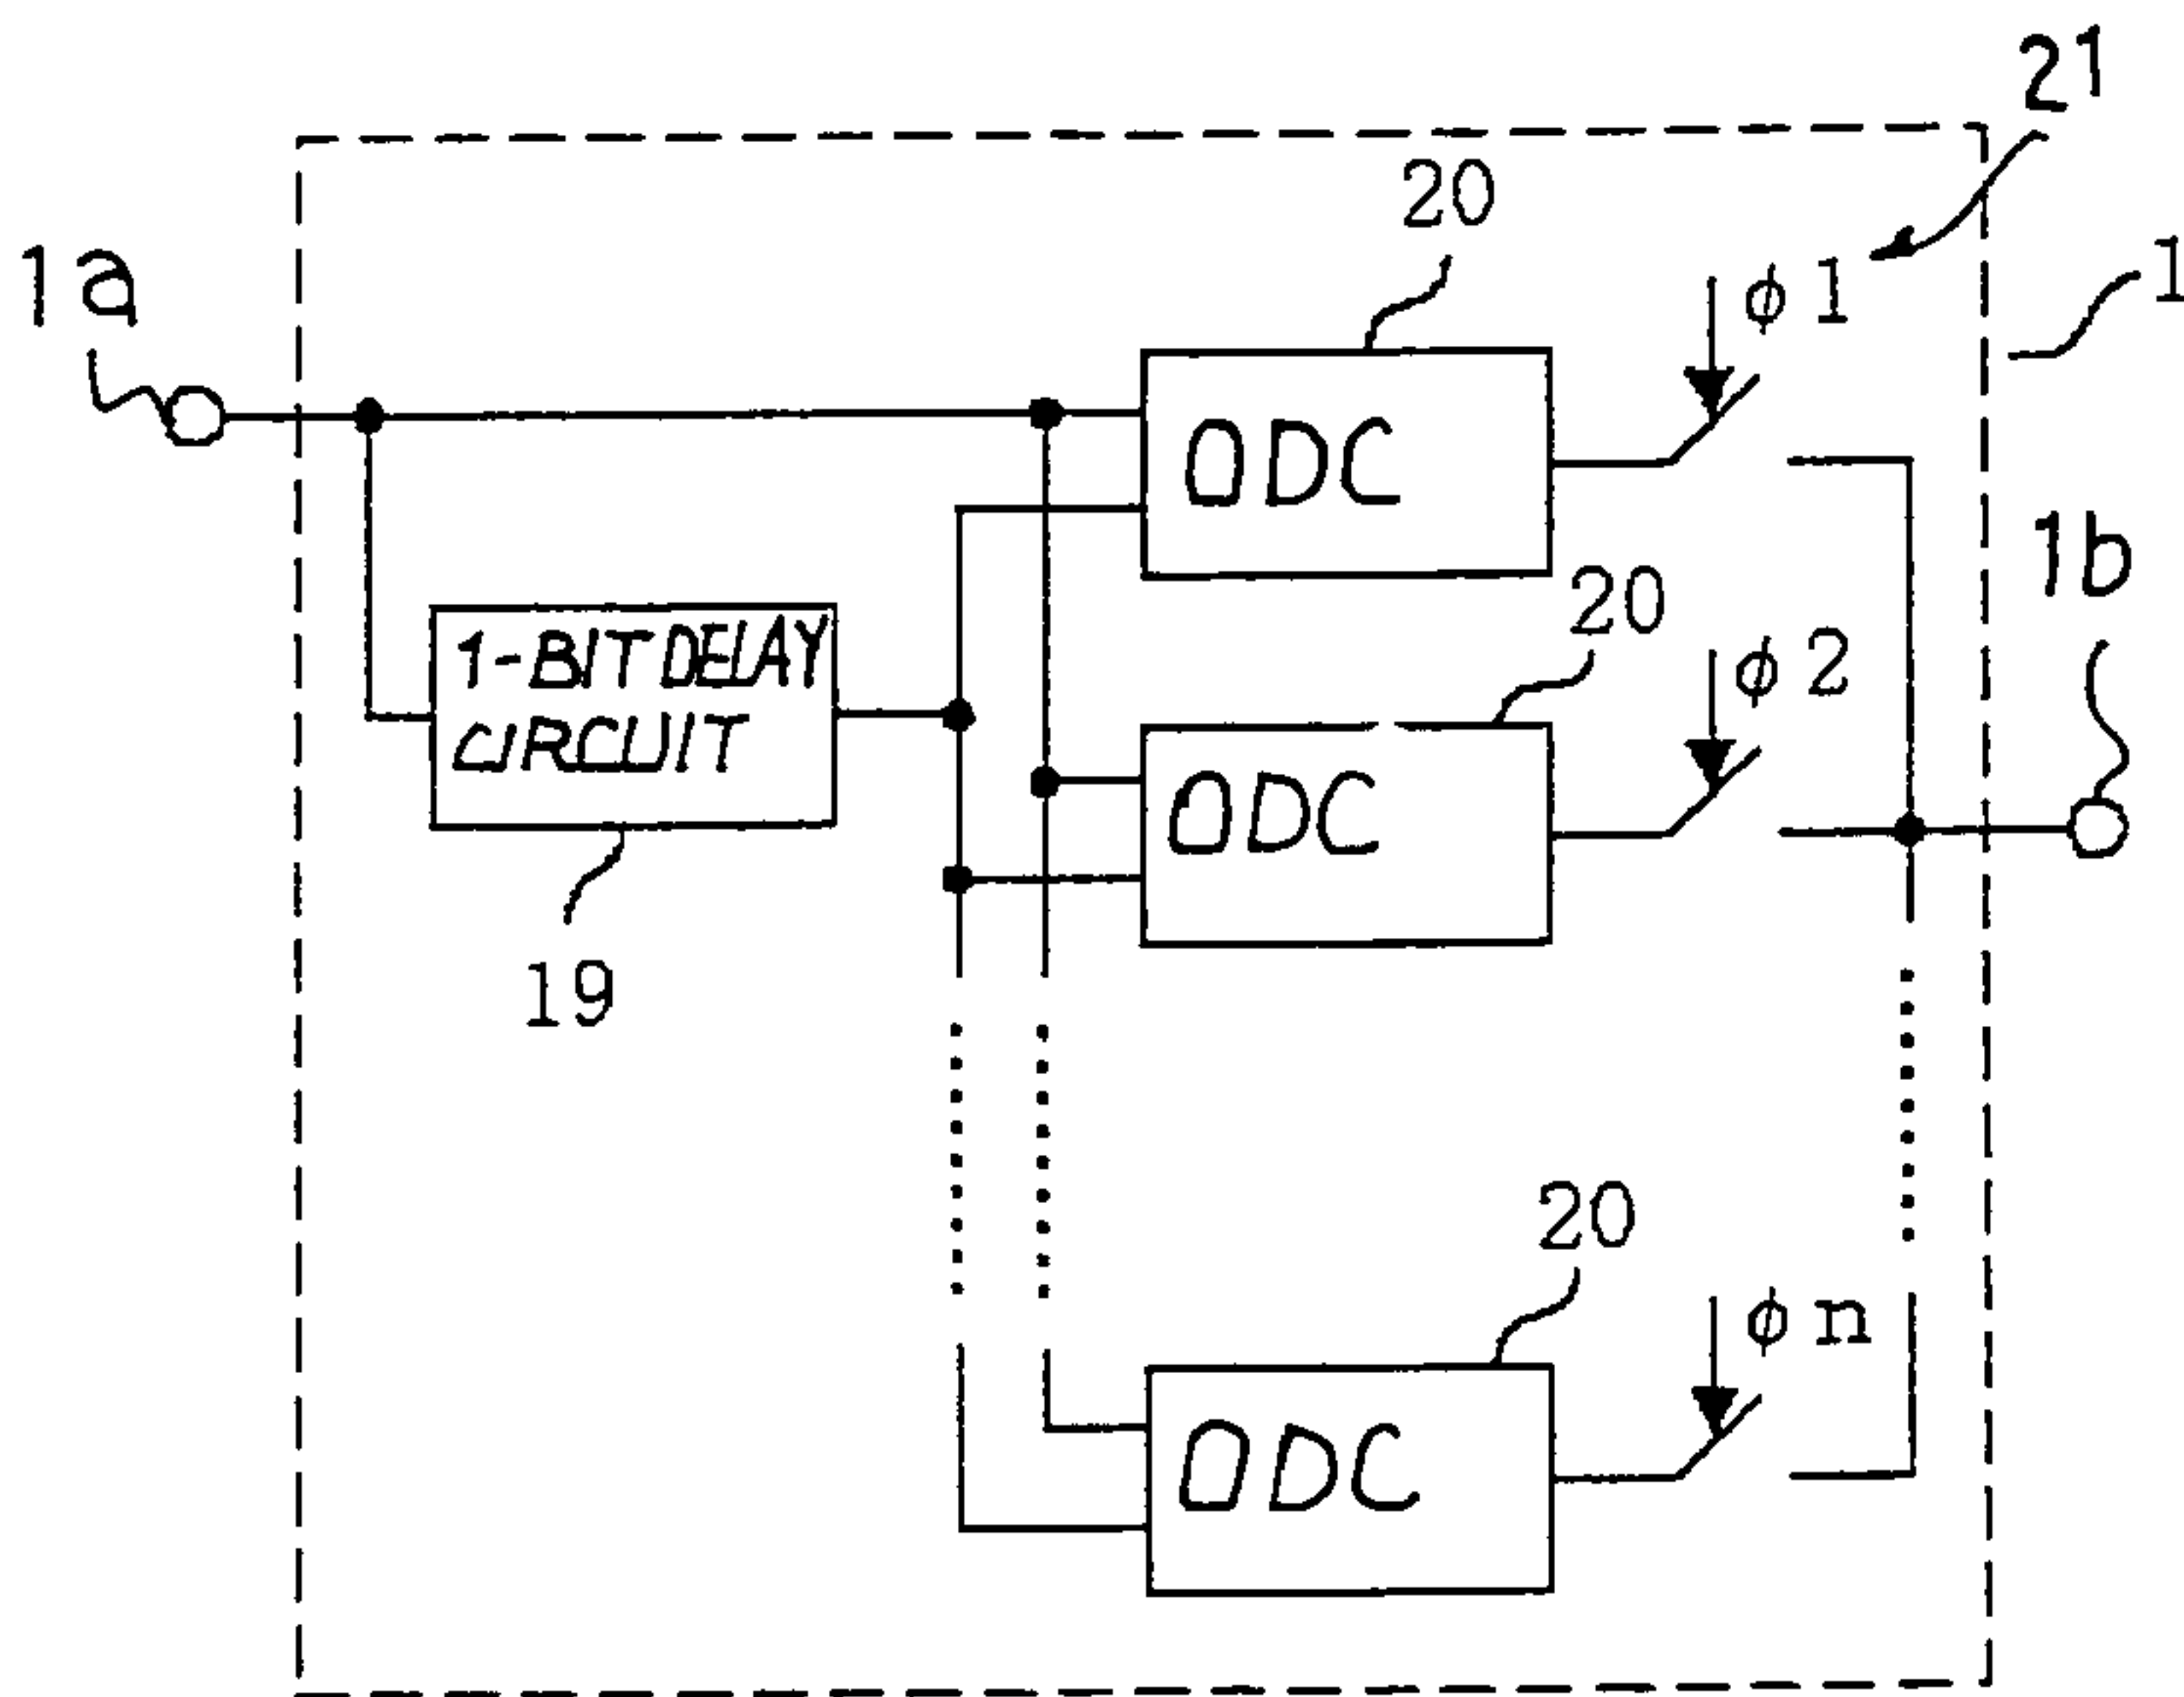 21
20
1a
φ1
1
ODC
1b
20
1-BIT DELAY
CIRCUIT
φ2
ODC
19
20
φn
ODC